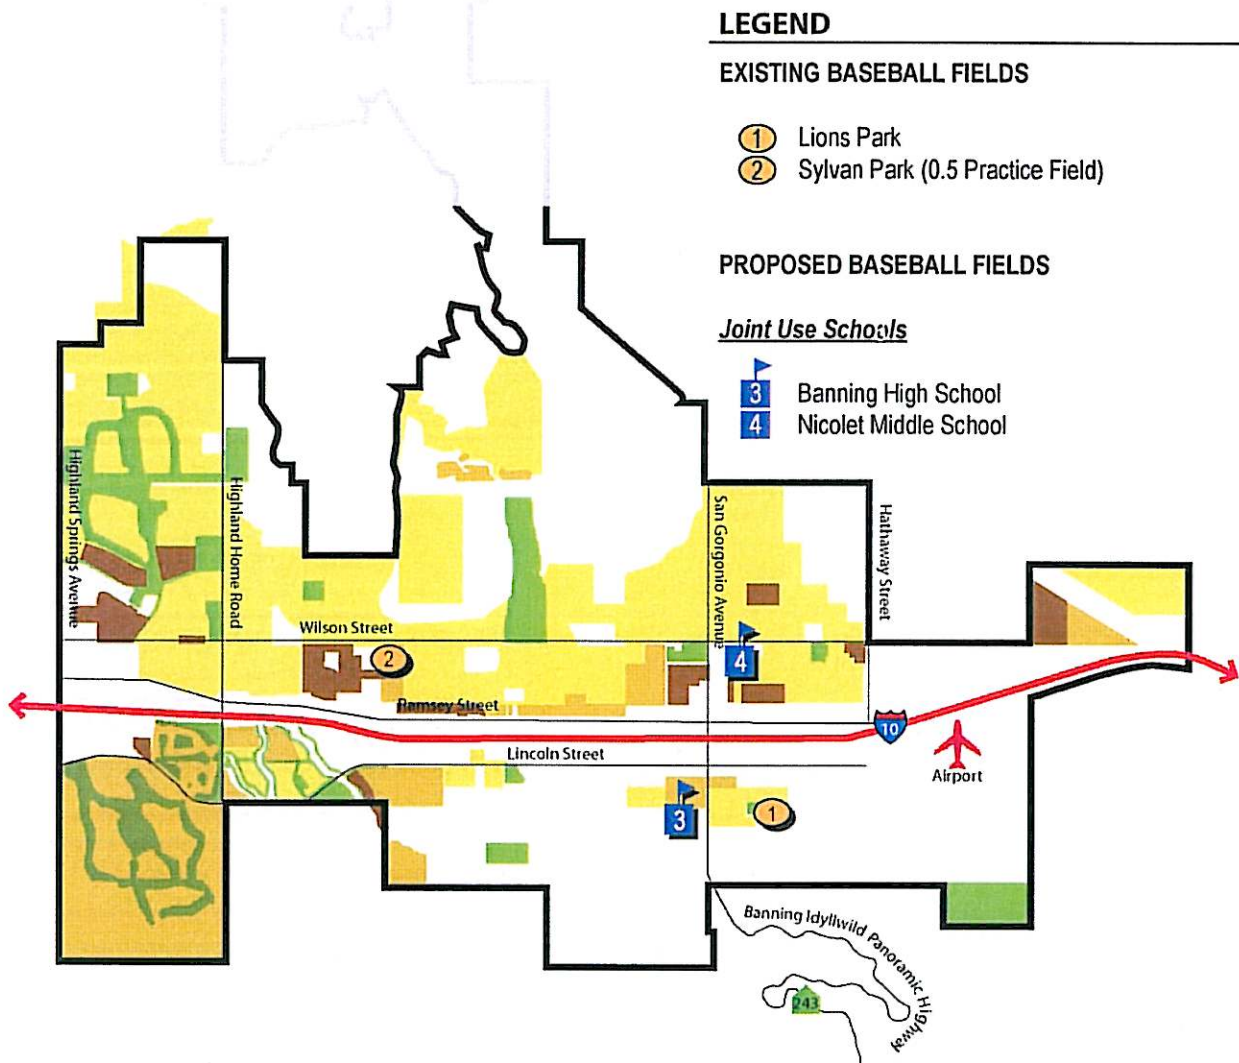 LEGEND
EXISTING BASEBALL FIELDS
1 Lions Park
2 Sylvan Park (0.5 Practice Field)
PROPOSED BASEBALL FIELDS
Joint Use Schools
3 Banning High School
4 Nicolet Middle School
Highland Springs Avenue
Highland Home Road
San Gorgonio Avenue
Hathaway Street
Wilson Street
2
4
Ramsey Street
10
Lincoln Street
Airport
3
1
Banning Idyllwild Panoramic Highway
243